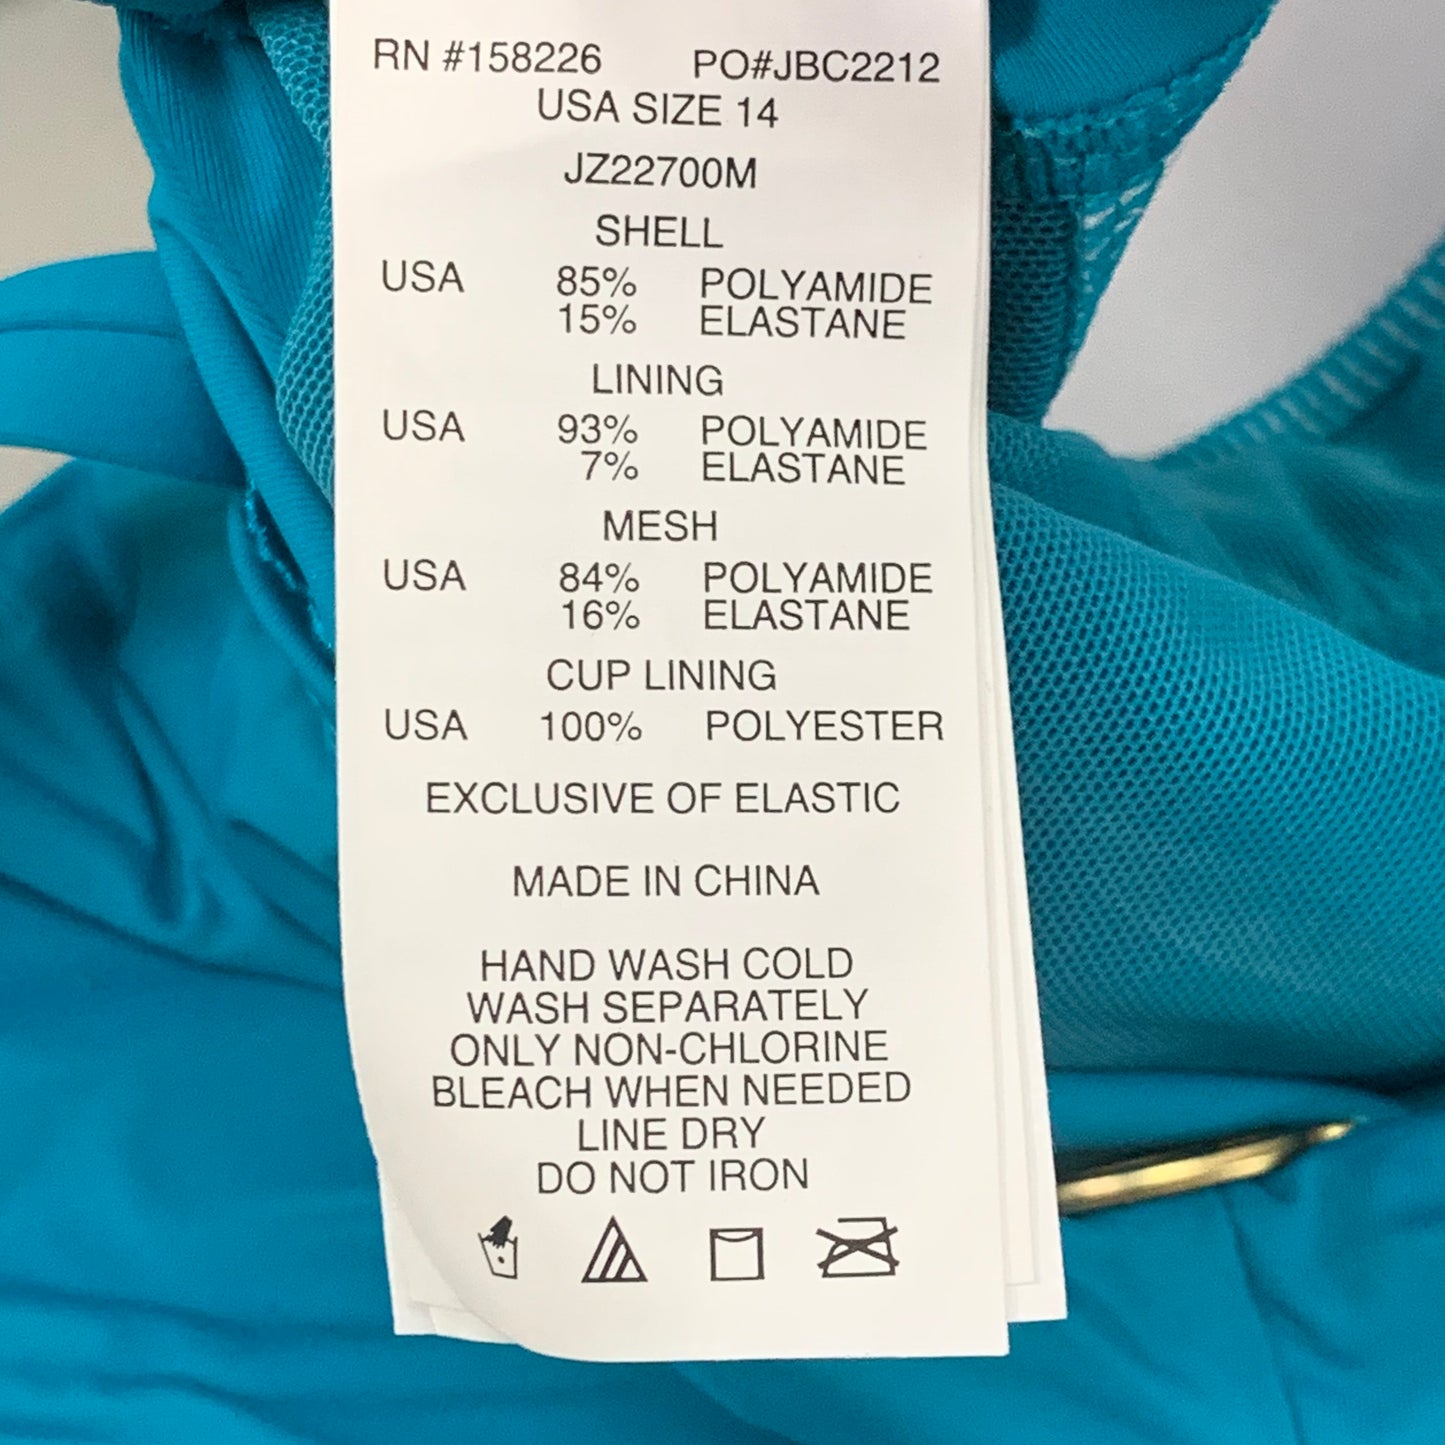 RN #158226 PO#JBC2212
USA SIZE 14
JZ22700M
SHELL
USA 85% POLYAMIDE
15% ELASTANE
LINING
USA 93% POLYAMIDE
7% ELASTANE
MESH
USA 84% POLYAMIDE
16% ELASTANE
CUP LINING
USA 100% POLYESTER
EXCLUSIVE OF ELASTIC
MADE IN CHINA
HAND WASH COLD
WASH SEPARATELY
ONLY NON-CHLORINE
BLEACH WHEN NEEDED
LINE DRY
DO NOT IRON